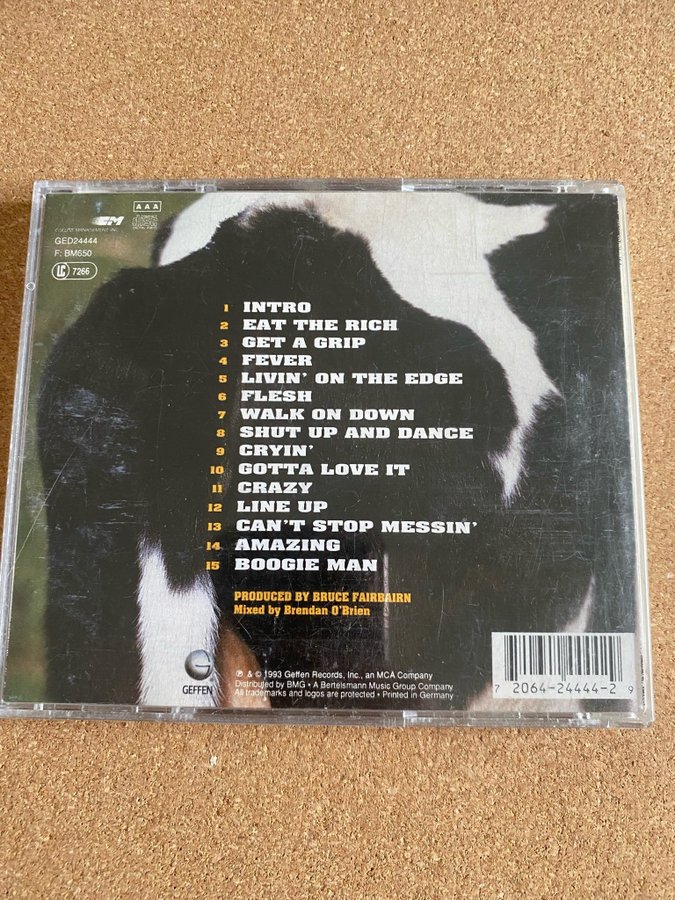 AAA
GED24444
F: BM650
LC 7266
1 INTRO
2 EAT THE RICH
3 GET A GRIP
4 FEVER
5 LIVIN' ON THE EDGE
6 FLESH
7 WALK ON DOWN
8 SHUT UP AND DANCE
9 CRYIN'
10 GOTTA LOVE IT
11 CRAZY
12 LINE UP
13 CAN'T STOP MESSIN'
14 AMAZING
15 BOOGIE MAN
PRODUCED BY BRUCE FAIRBAIRN
Mixed by Brendan O'Brien
GEFFEN
℗ & © 1993 Geffen Records, Inc., an MCA Company
Distributed by BMG • A Bertelsmann Music Group Company
All trademarks and logos are protected • Printed in Germany
7 2064-24444-2 9